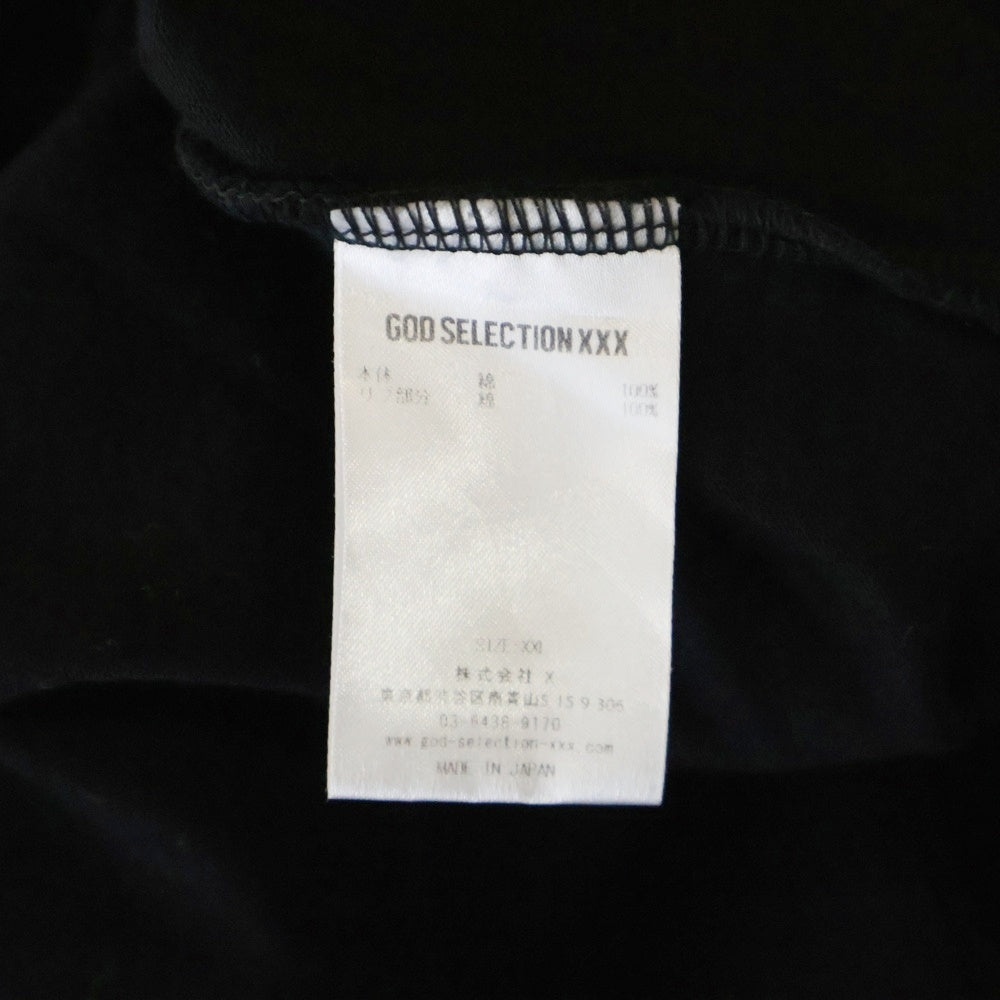 GOD SELECTION XXX
本体 綿 100%
リブ部分 綿 100%
SIZE XXL
株式会社 X
東京都渋谷区南青山5 15 9 306
03-6438-9170
www god-selection-xxx.com
MADE IN JAPAN